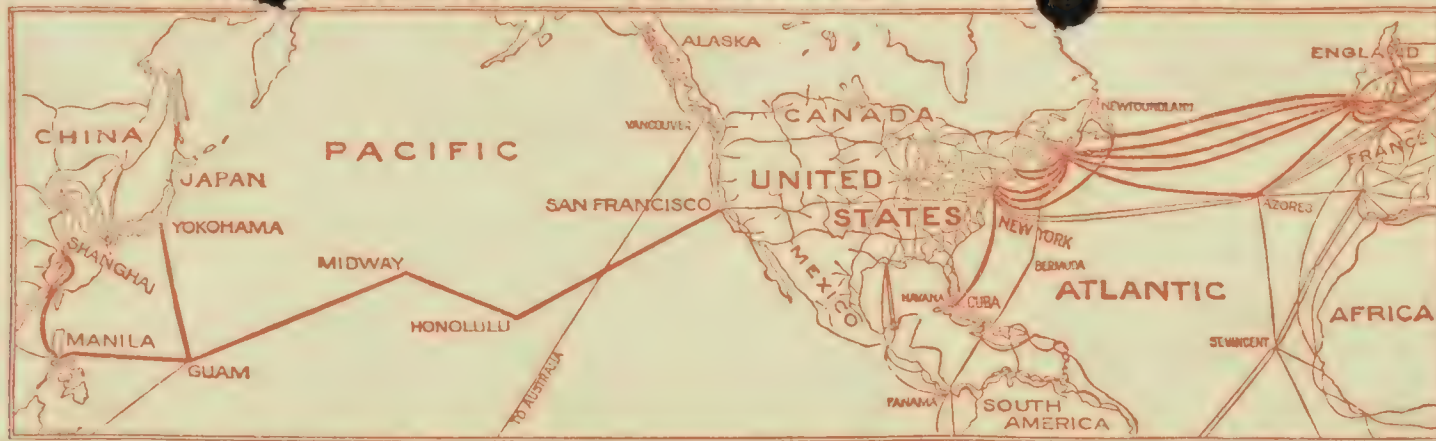 ALASKA
ENGLAND
CHINA
CANADA
NEWFOUNDLAND
VANCOUVER
PACIFIC
FRANCE
JAPAN
UNITED
STATES
SAN FRANCISCO
AZORES
YOKOHAMA
NEW YORK
SHANGHAI
MIDWAY
MEXICO
BERMUDA
ATLANTIC
HAVANA
CUBA
HONOLULU
AFRICA
MANILA
ST. VINCENT
GUAM
TO AUSTRALIA
PANAMA
SOUTH
AMERICA